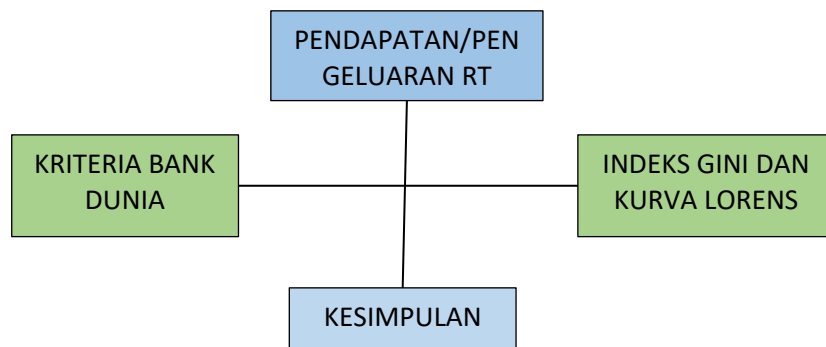 PENDAPATAN/PEN
GELUARAN RT
KRITERIA BANK
DUNIA
INDEKS GINI DAN
KURVA LORENS
KESIMPULAN